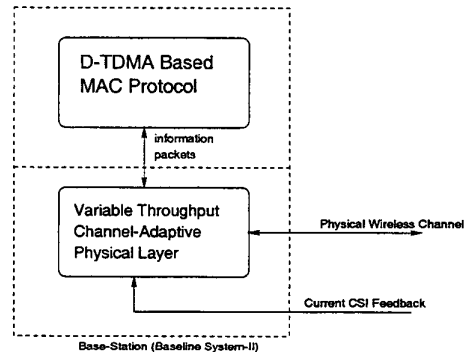 D-TDMA Based
MAC Protocol
information
packets
Variable Throughput
Channel-Adaptive
Physical Layer
Physical Wireless Channel
Current CSI Feedback
Base-Station (Baseline System-II)